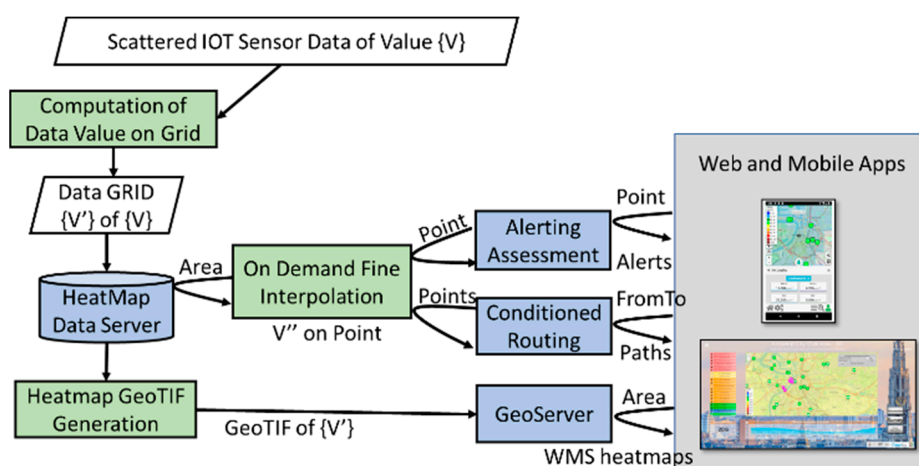 Scattered IOT Sensor Data of Value {V}
Computation of
Data Value on Grid
Data GRID
{V'} of {V}
HeatMap
Data Server
Area
On Demand Fine
Interpolation
V'' on Point
Point
Points
Alerting
Assessment
Conditioned
Routing
Point
Alerts
FromTo
Paths
Heatmap GeoTIF
Generation
GeoTIF of {V'}
GeoServer
Area
WMS heatmaps
Web and Mobile Apps